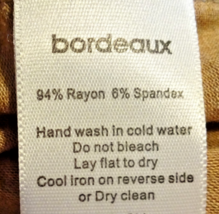 bordeaux
94% Rayon 6% Spandex
Hand wash in cold water
Do not bleach
Lay flat to dry
Cool iron on reverse side
or Dry clean